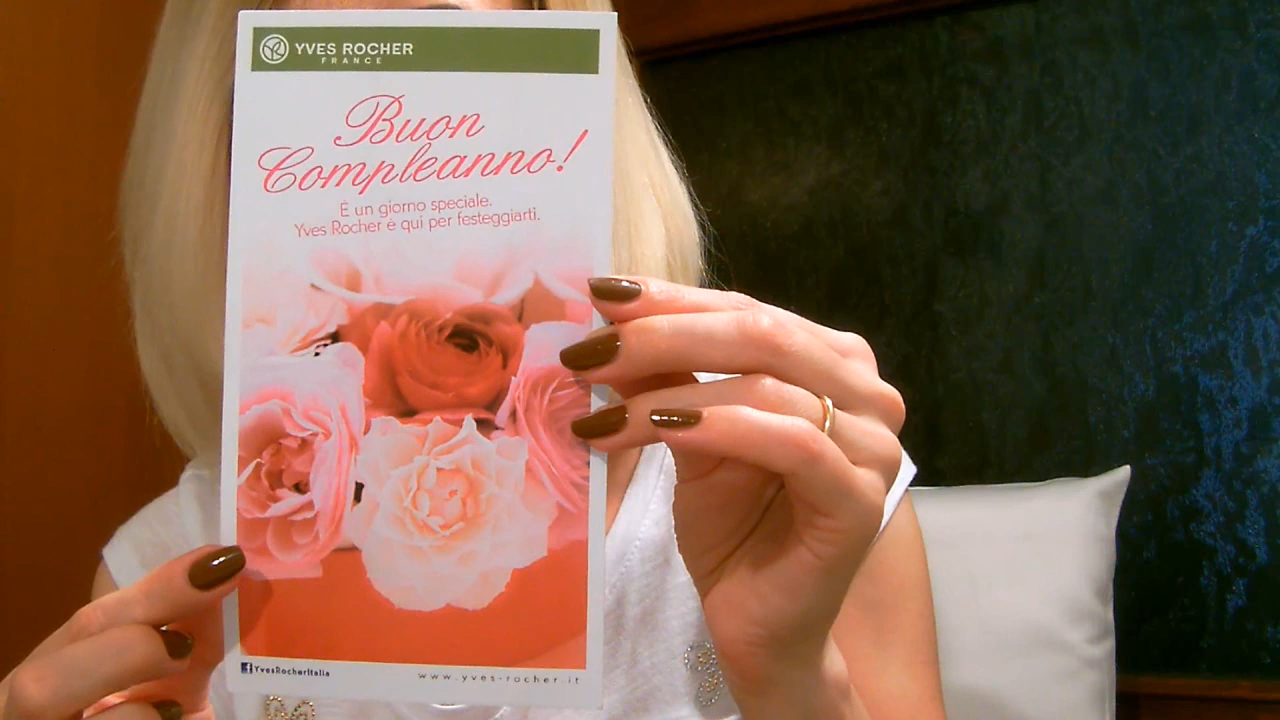 YVES ROCHER
FRANCE
Buon
Compleanno!
È un giorno speciale.
Yves Rocher è qui per festeggiarti.
YvesRocherItalia
www.yves-rocher.it